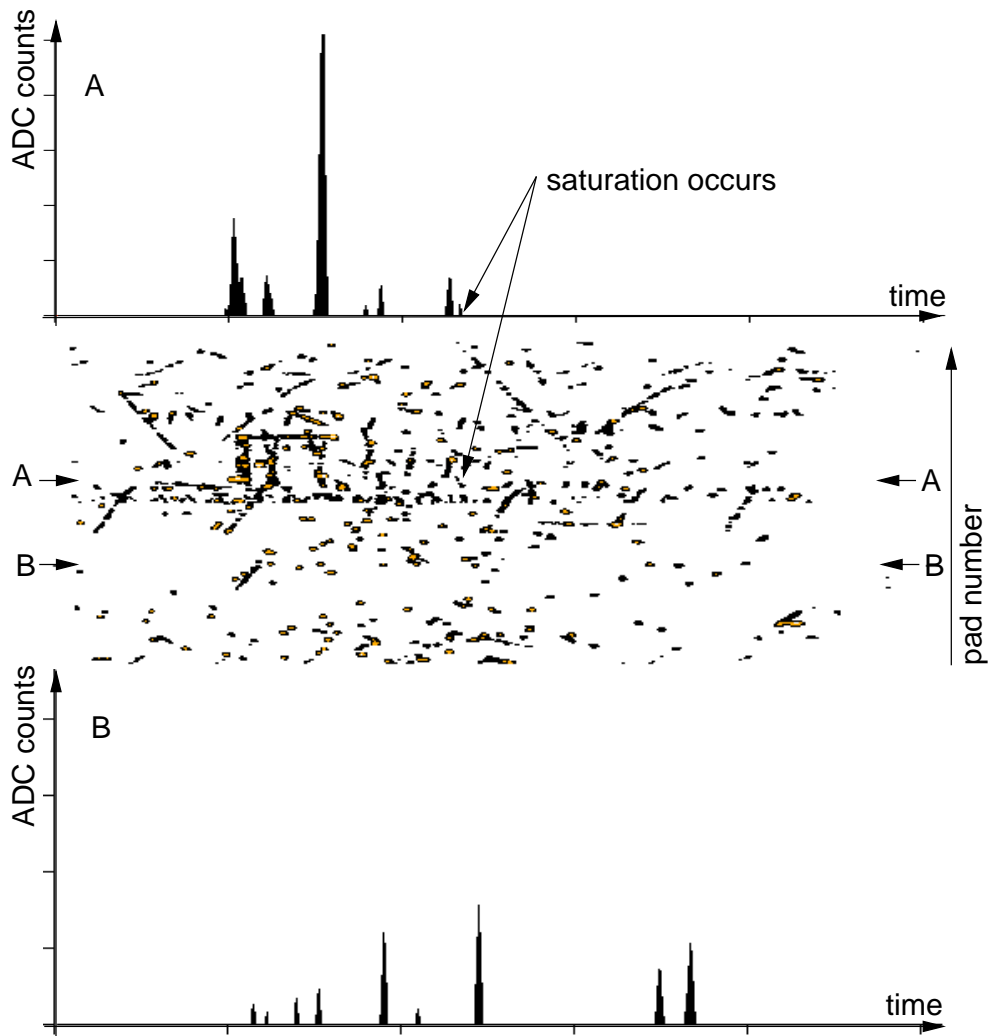 ADC counts
A
saturation occurs
time
A
A
B
B
pad number
ADC counts
B
time